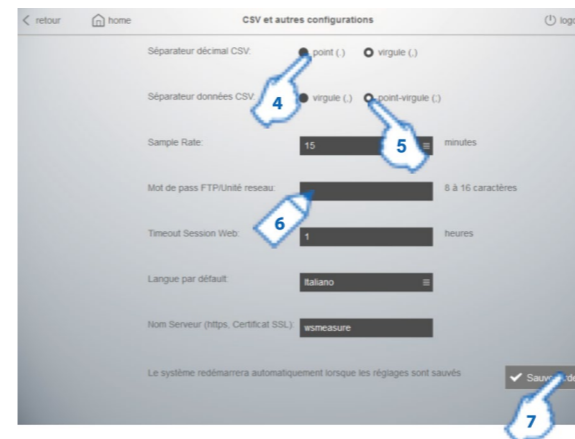 retour home CSV et autres configurations
Séparateur décimal CSV: point (.) virgule (,)
4
Séparateur données CSV: virgule (,) point-virgule (;)
5
Sample Rate: 15 minutes
Mot de pass FTP/Unité reseau: 8 à 16 caractères
6
Timeout Session Web: 1 heures
Langue par défault: Italiano
Nom Serveur (https, Certificat SSL): wsmeasure
Le système redémarrera automatiquement lorsque les réglages sont sauvés
7